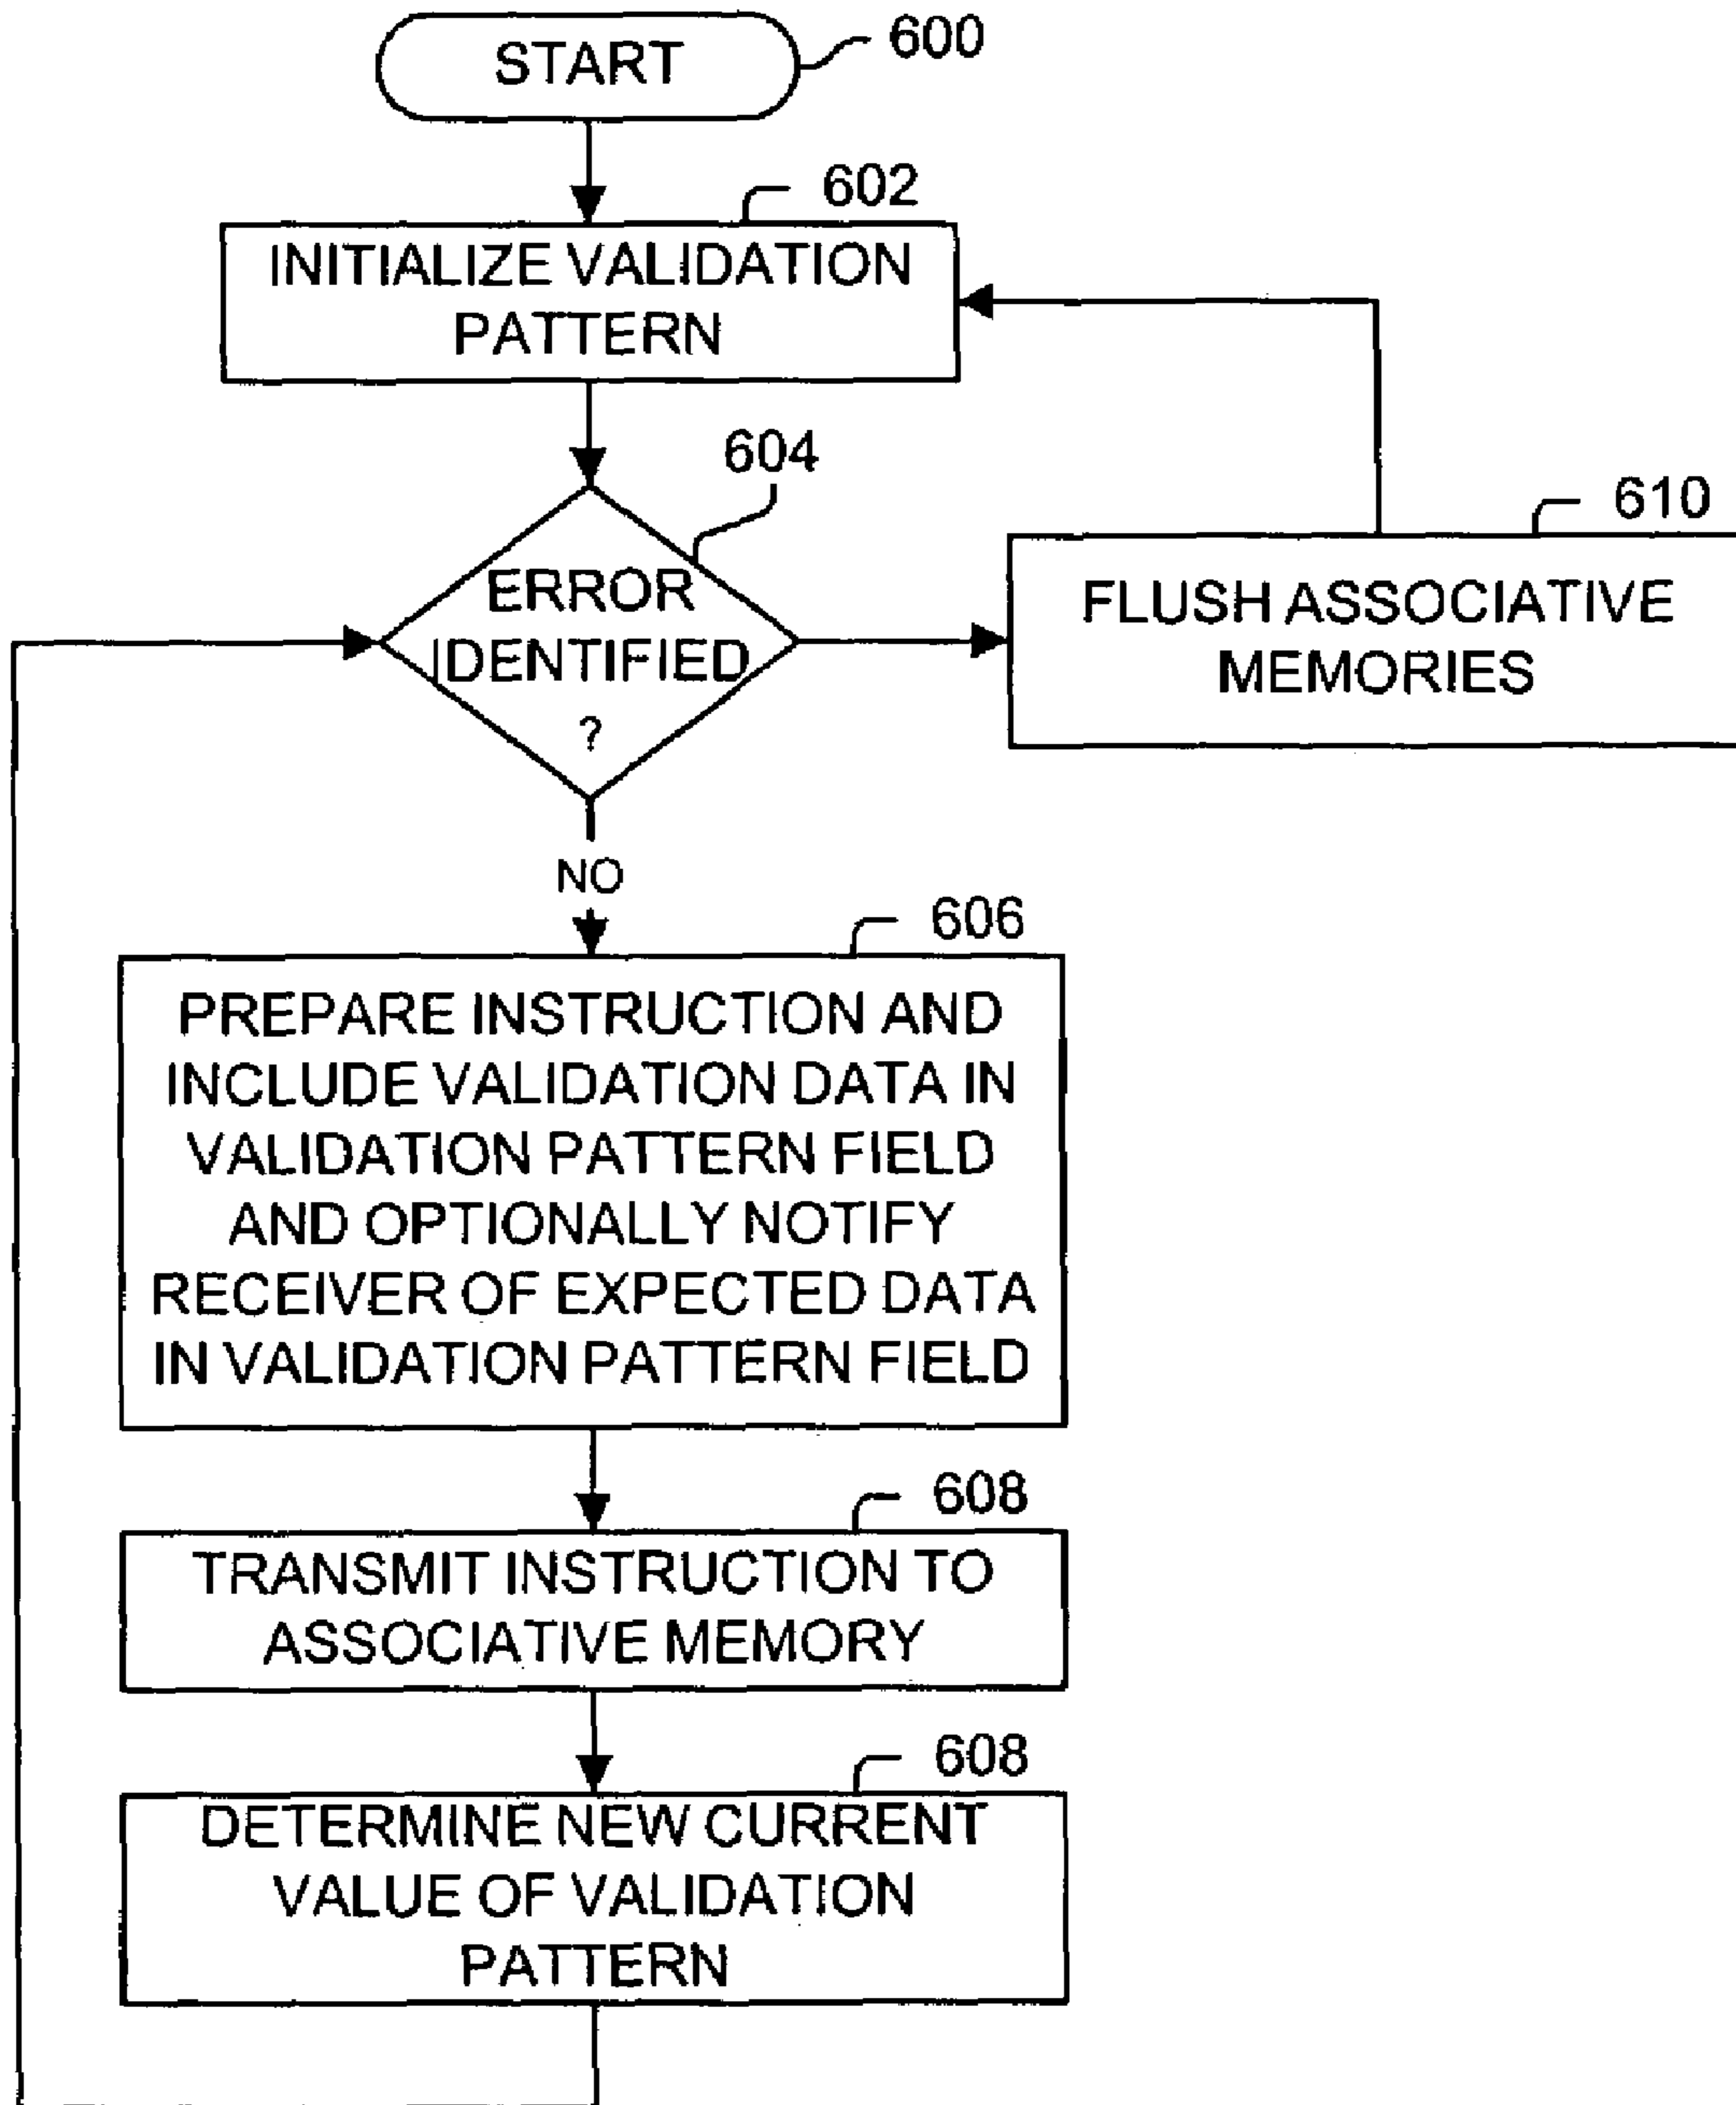 START
600
602
INITIALIZE VALIDATION
PATTERN
604
ERROR
IDENTIFIED
?
610
FLUSH ASSOCIATIVE
MEMORIES
NO
606
PREPARE INSTRUCTION AND
INCLUDE VALIDATION DATA IN
VALIDATION PATTERN FIELD
AND OPTIONALLY NOTIFY
RECEIVER OF EXPECTED DATA
IN VALIDATION PATTERN FIELD
608
TRANSMIT INSTRUCTION TO
ASSOCIATIVE MEMORY
608
DETERMINE NEW CURRENT
VALUE OF VALIDATION
PATTERN